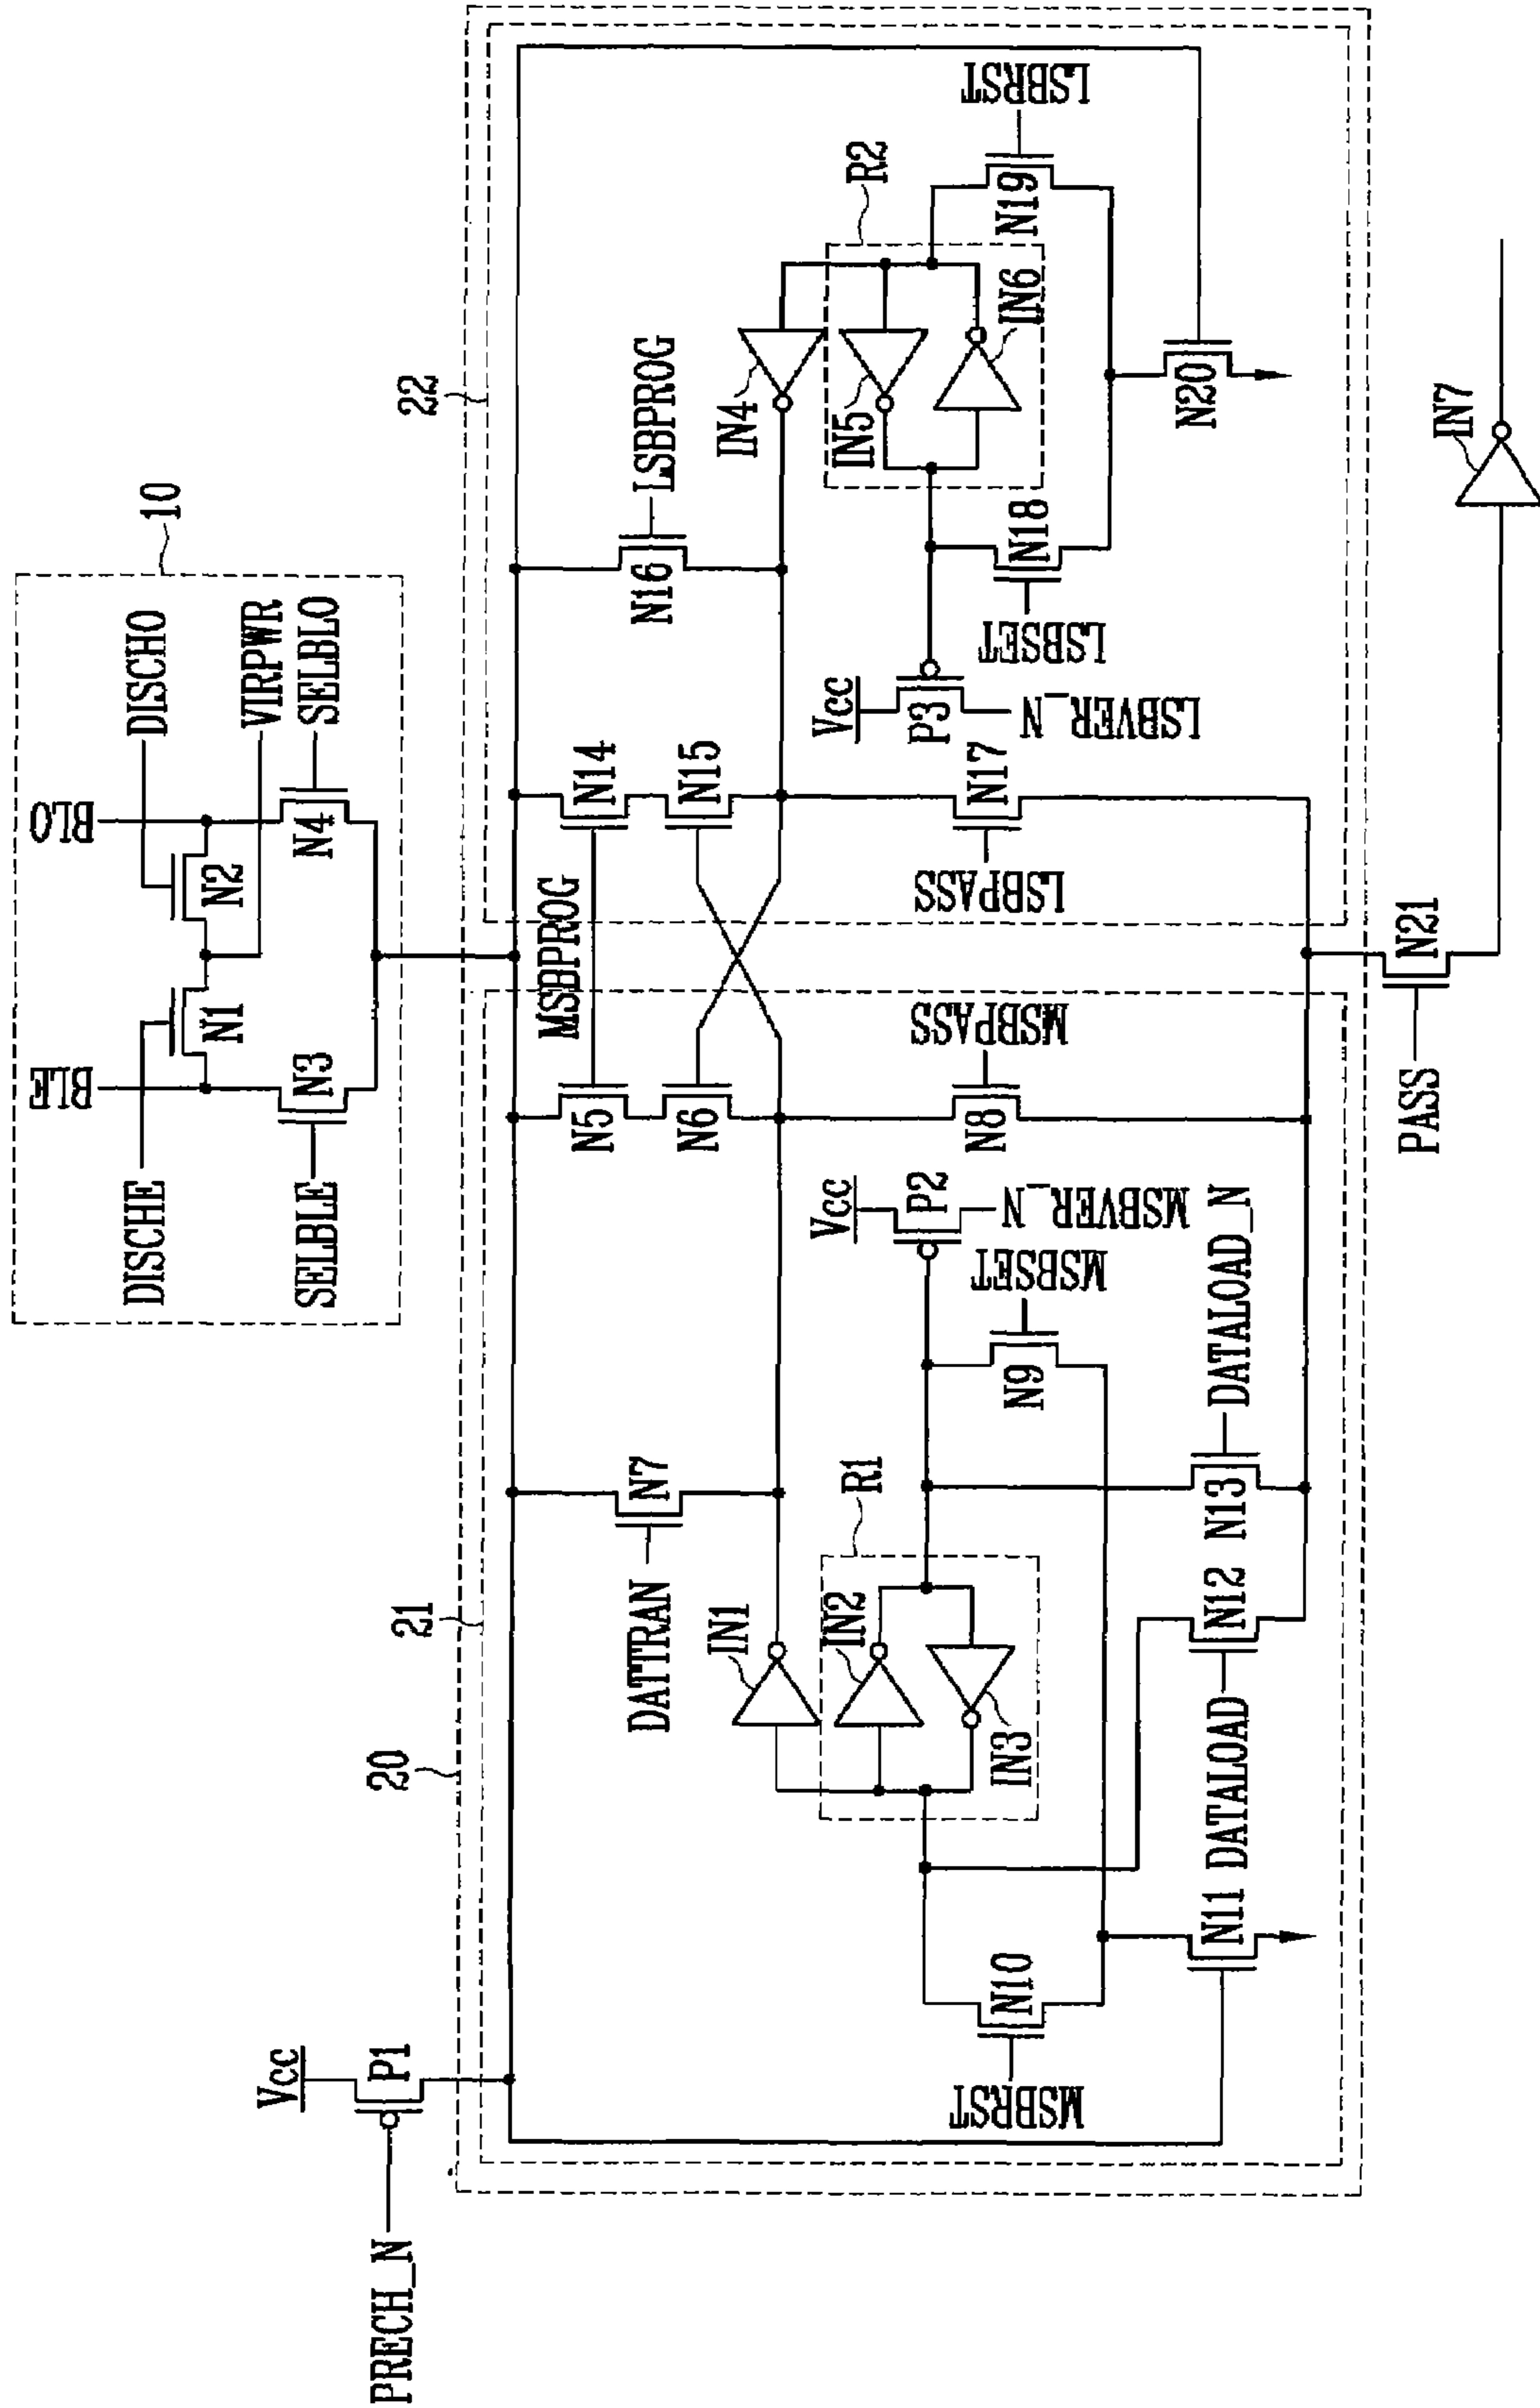 BLE
BLO
DISCHE
DISCHO
N1
N2
VIRPWR
SELBLE
N3
N4
SELBLO
10
PRECH_N
Vcc
P1
20
21
22
DATTRAN
N7
N5
MSBPROG
N14
N16
LSBPROG
N6
N15
IN1
IN4
R1
R2
IN2
IN3
IN5
IN6
Vcc
P2
MSBVER_N
Vcc
P3
LSBVER_N
N8
MSBPASS
LSBPASS
N17
MSBRST
N10
N9
MSBSET
LSBSET
N18
N19
LSBRST
N11
DATALOAD
N12
N13
DATALOAD_N
N20
PASS
N21
IN7